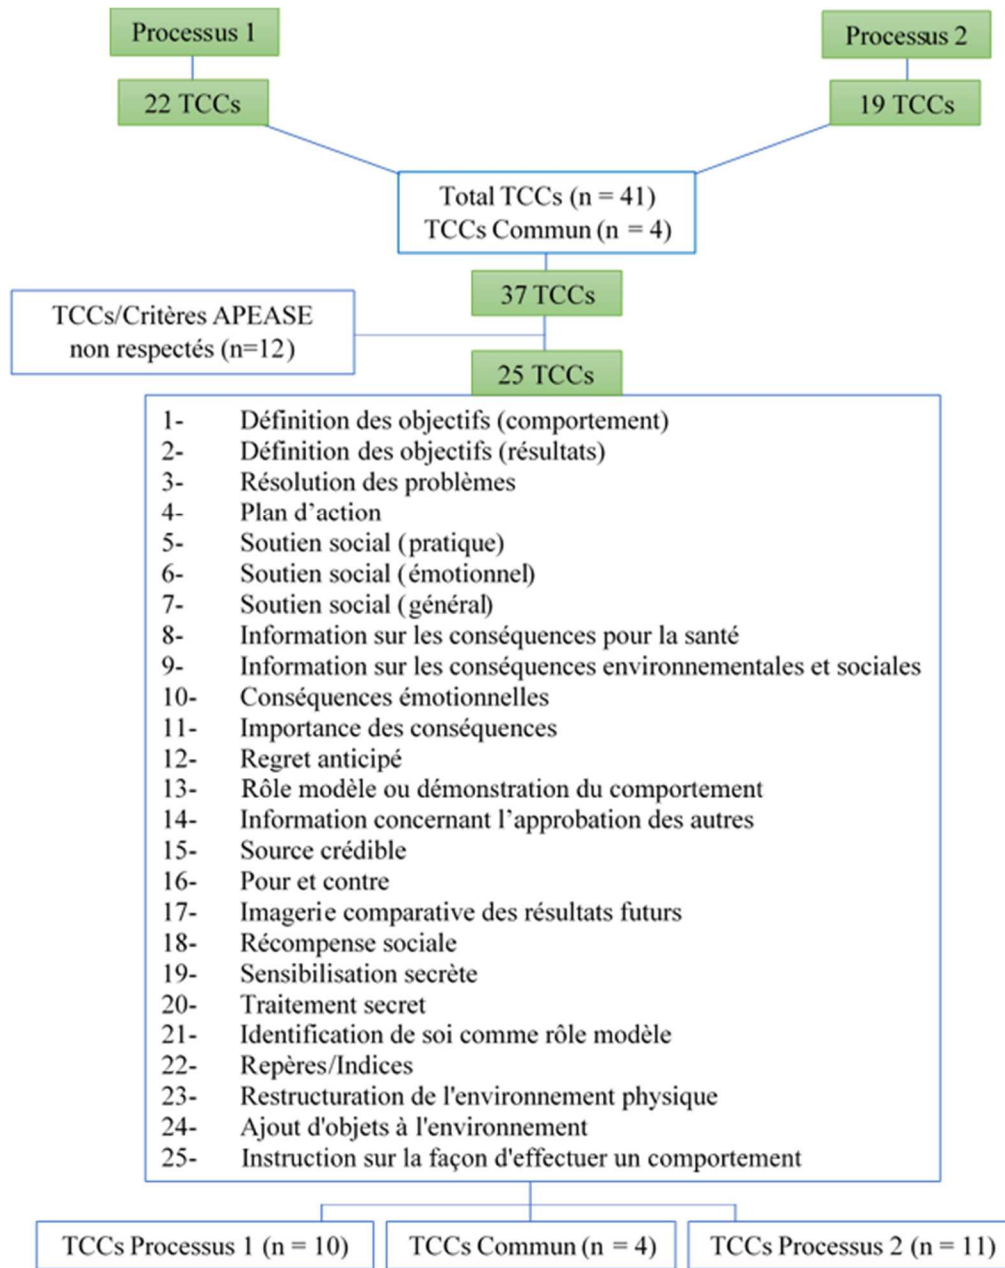 Processus 1
Processus 2
22 TCCs
19 TCCs
Total TCCs (n = 41)
TCCs Commun (n = 4)
37 TCCs
TCCs/Critères APEASE
non respectés (n=12)
25 TCCs
1- Définition des objectifs (comportement)
2- Définition des objectifs (résultats)
3- Résolution des problèmes
4- Plan d’action
5- Soutien social (pratique)
6- Soutien social (émotionnel)
7- Soutien social (général)
8- Information sur les conséquences pour la santé
9- Information sur les conséquences environnementales et sociales
10- Conséquences émotionnelles
11- Importance des conséquences
12- Regret anticipé
13- Rôle modèle ou démonstration du comportement
14- Information concernant l’approbation des autres
15- Source crédible
16- Pour et contre
17- Imagerie comparative des résultats futurs
18- Récompense sociale
19- Sensibilisation secrète
20- Traitement secret
21- Identification de soi comme rôle modèle
22- Repères/Indices
23- Restructuration de l'environnement physique
24- Ajout d'objets à l'environnement
25- Instruction sur la façon d'effectuer un comportement
TCCs Processus 1 (n = 10)
TCCs Commun (n = 4)
TCCs Processus 2 (n = 11)